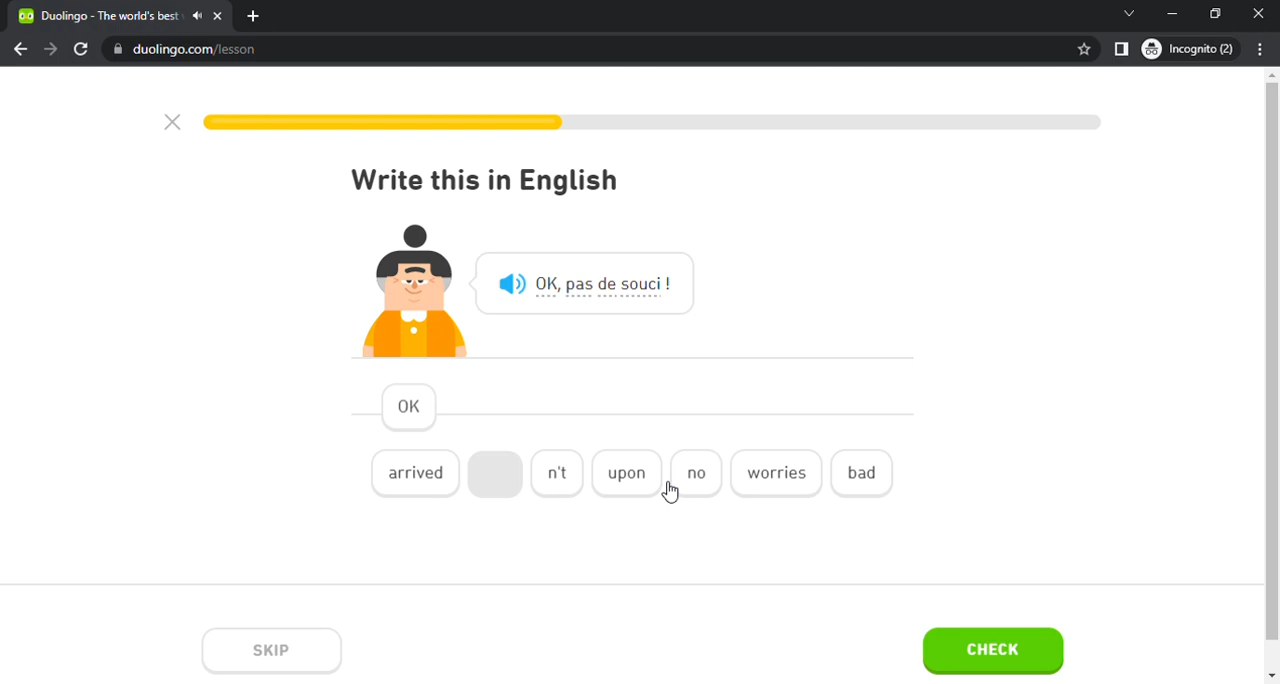 Duolingo - The world's best
duolingo.com/lesson
Incognito (2)
Write this in English
OK, pas de souci !
OK
arrived n't upon no worries bad
SKIP CHECK